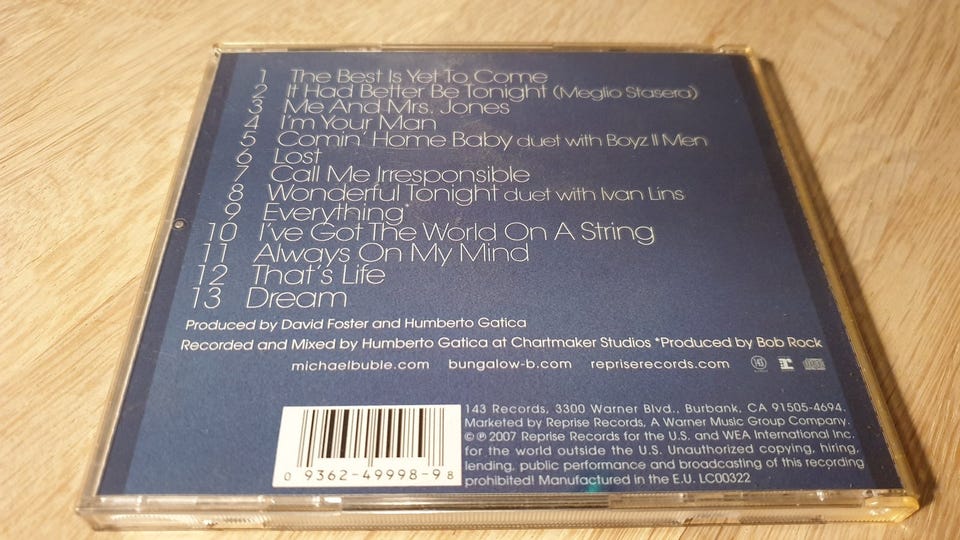 1 The Best Is Yet To Come
2 It Had Better Be Tonight (Meglio Stasera)
3 Me And Mrs. Jones
4 I'm Your Man
5 Comin' Home Baby duet with Boyz II Men
6 Lost
7 Call Me Irresponsible
8 Wonderful Tonight duet with Ivan Lins
9 Everything*
10 I've Got The World On A String
11 Always On My Mind
12 That's Life
13 Dream
Produced by David Foster and Humberto Gatica
Recorded and Mixed by Humberto Gatica at Chartmaker Studios *Produced by Bob Rock
michaelbuble.com bungalow-b.com repriserecords.com
143 Records, 3300 Warner Blvd., Burbank, CA 91505-4694.
Marketed by Reprise Records, A Warner Music Group Company.
© ℗ 2007 Reprise Records for the U.S. and WEA International Inc.
for the world outside the U.S. Unauthorized copying, hiring,
lending, public performance and broadcasting of this recording
prohibited! Manufactured in the E.U. LC00322
0 9362-49998-9 8